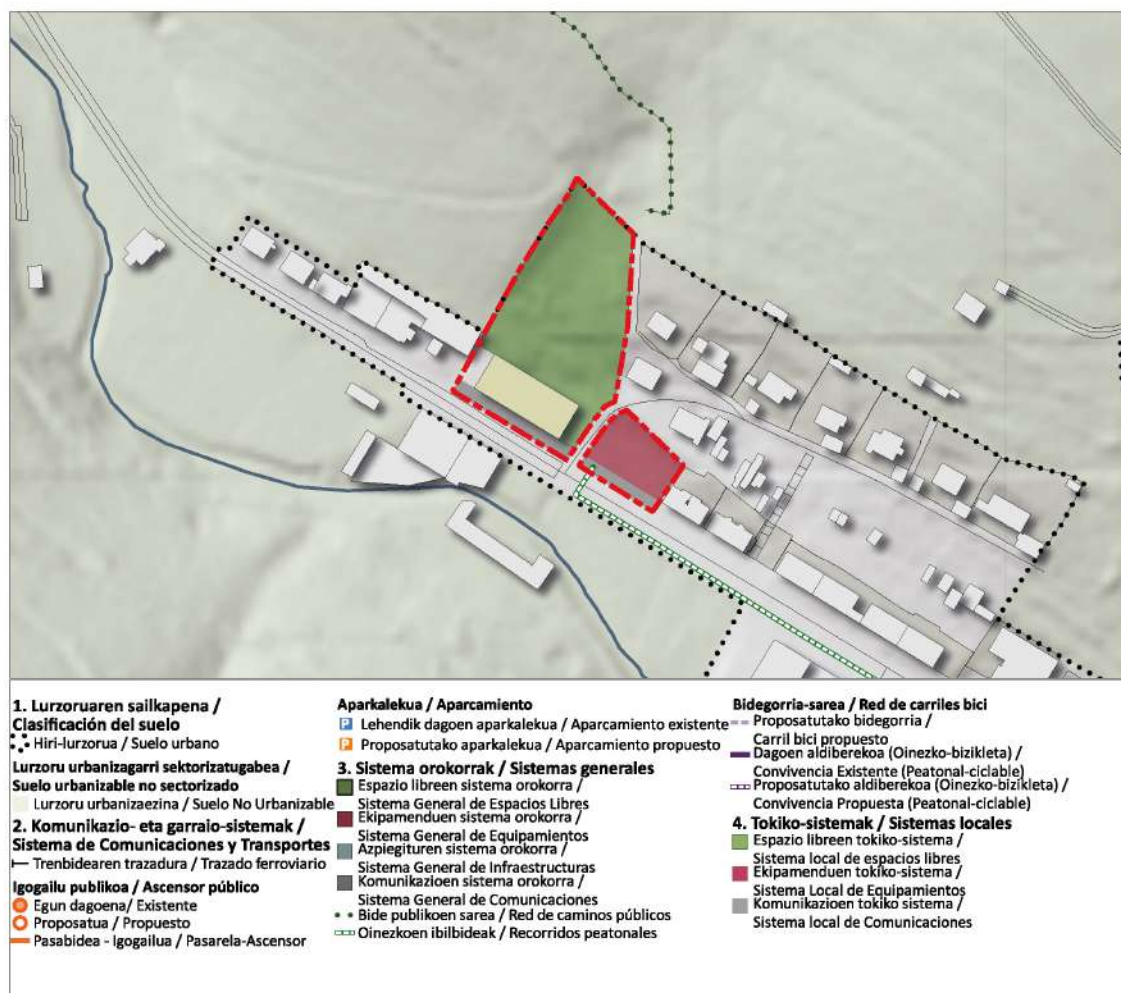 1. Lurzoruaren sailkapena /
Clasificación del suelo
Hiri-lurzorua / Suelo urbano
Lurzoru urbanizagarri sektorizatugabea /
Suelo urbanizable no sectorizado
Lurzoru urbanizaezina / Suelo No Urbanizable
2. Komunikazio- eta garraio-sistemak /
Sistema de Comunicaciones y Transportes
Trenbidearen trazadura / Trazado ferroviario
Igogailu publikoa / Ascensor público
Egun dagoena/ Existente
Proposatua / Propuesto
Pasabidea - Igogailua / Pasarela-Ascensor
Aparkalekua / Aparcamiento
P Lehendik dagoen aparkalekua / Aparcamiento existente
P Proposatutako aparkalekua / Aparcamiento propuesto
3. Sistema orokorrak / Sistemas generales
Espazio libreen sistema orokorra /
Sistema General de Espacios Libres
Ekipamenduen sistema orokorra /
Sistema General de Equipamientos
Azpiegituren sistema orokorra /
Sistema General de Infraestructuras
Komunikazioen sistema orokorra /
Sistema General de Comunicaciones
Bide publikoen sarea / Red de caminos públicos
Oinezkoen ibilbideak / Recorridos peatonales
Bidegorria-sarea / Red de carriles bici
Proposatutako bidegorria /
Carril bici propuesto
Dagoen aldiberekoa (Oinezko-bizikleta) /
Convivencia Existente (Peatonal-ciclable)
Proposatutako aldiberekoa (Oinezko-bizikleta) /
Convivencia Propuesta (Peatonal-ciclable)
4. Tokiko-sistemak / Sistemas locales
Espazio libreen tokiko-sistema /
Sistema local de espacios libres
Ekipamenduen tokiko-sistema /
Sistema Local de Equipamientos
Komunikazioen tokiko sistema /
Sistema local de Comunicaciones